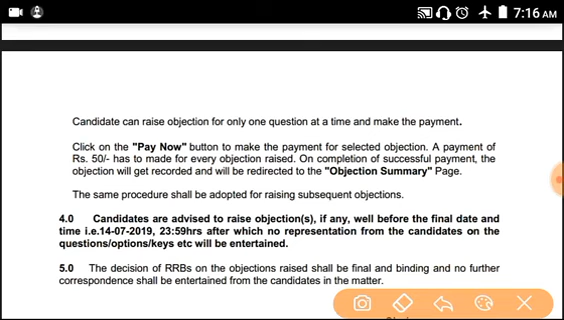 7:16 AM
Candidate can raise objection for only one question at a time and make the payment.
Click on the "Pay Now" button to make the payment for selected objection. A payment of
Rs. 50/- has to made for every objection raised. On completion of successful payment, the
objection will get recorded and will be redirected to the "Objection Summary" Page.
The same procedure shall be adopted for raising subsequent objections.
4.0 Candidates are advised to raise objection(s), if any, well before the final date and
time i.e.14-07-2019, 23:59hrs after which no representation from the candidates on the
questions/options/keys etc will be entertained.
5.0 The decision of RRBs on the objections raised shall be final and binding and no further
correspondence shall be entertained from the candidates in the matter.